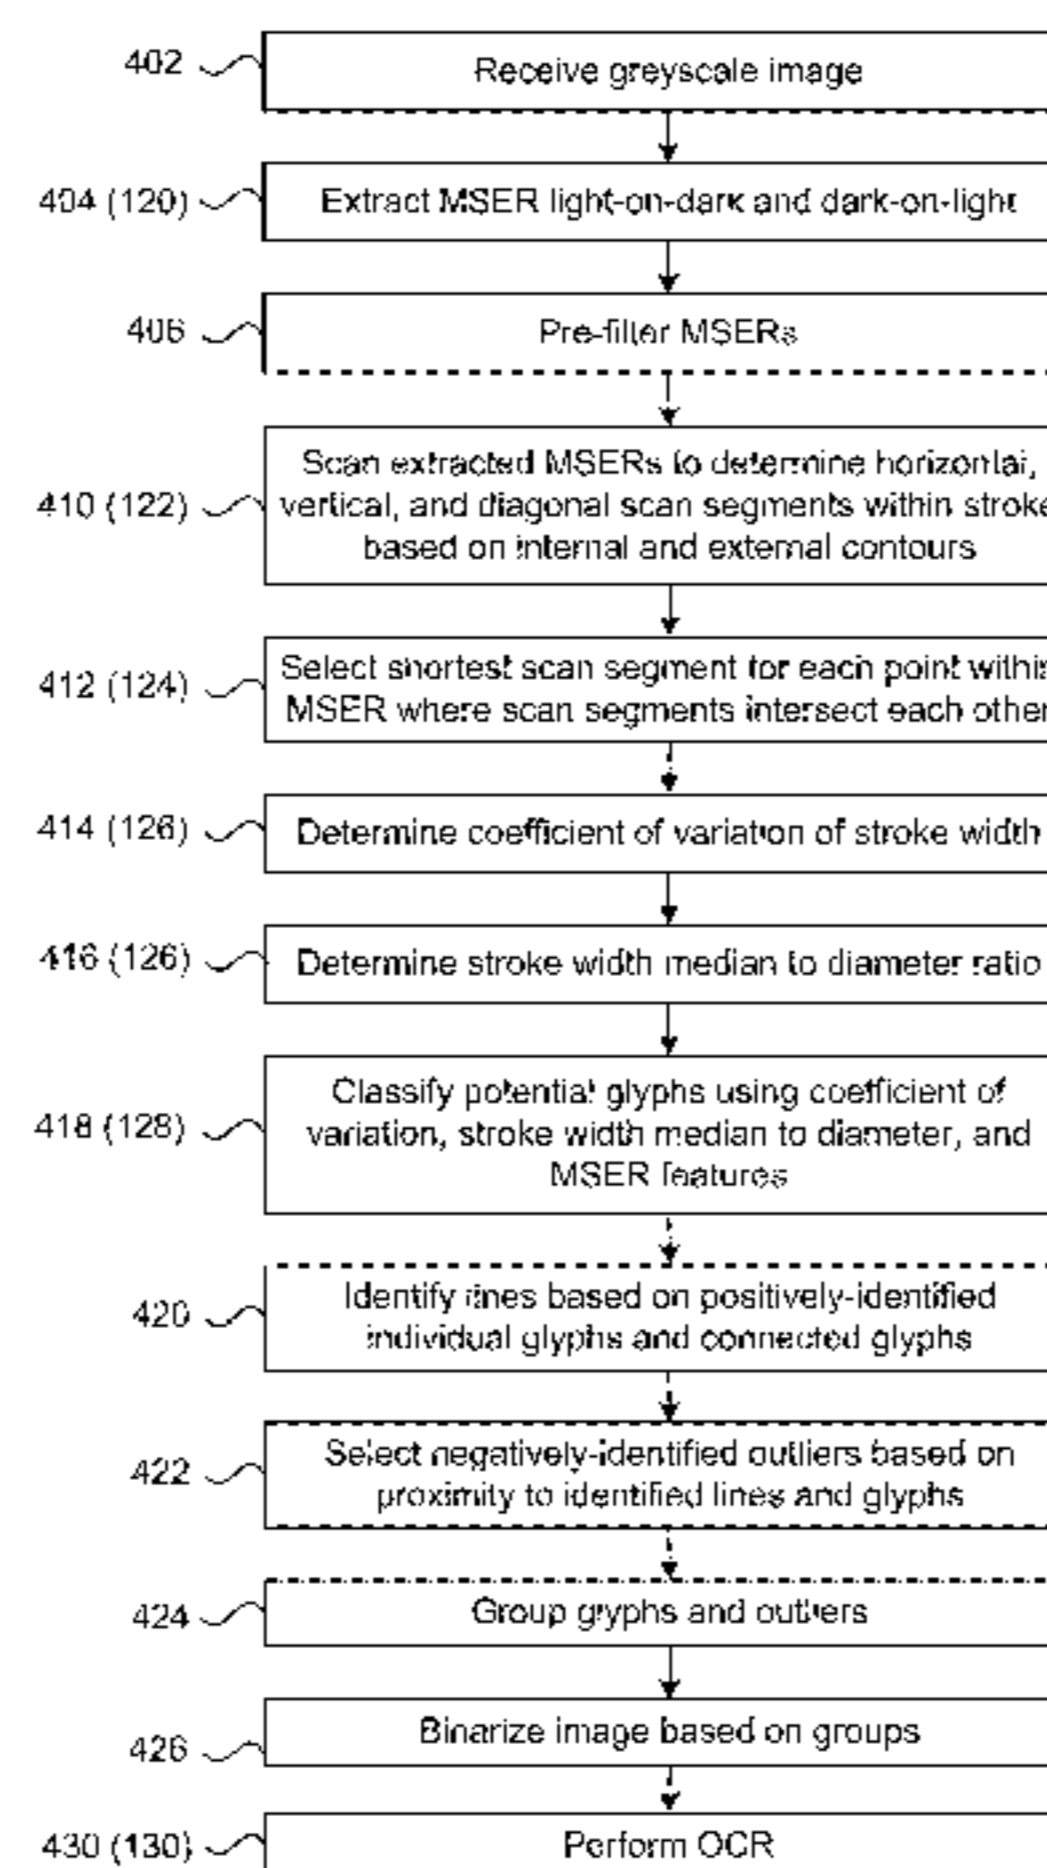 402
Receive greyscale image
404 (120)
Extract MSER light-on-dark and dark-on-light
406
Pre-filter MSERs
410 (122)
Scan extracted MSERs to determine horizontal,
vertical, and diagonal scan segments within stroke
based on internal and external contours
412 (124)
Select shortest scan segment for each point within
MSER where scan segments intersect each other
414 (126)
Determine coefficient of variation of stroke width
416 (126)
Determine stroke width median to diameter ratio
418 (128)
Classify potential glyphs using coefficient of
variation, stroke width median to diameter, and
MSER features
420
Identify lines based on positively-identified
individual glyphs and connected glyphs
422
Select negatively-identified outliers based on
proximity to identified lines and glyphs
424
Group glyphs and outliers
426
Binarize image based on groups
430 (130)
Perform OCR